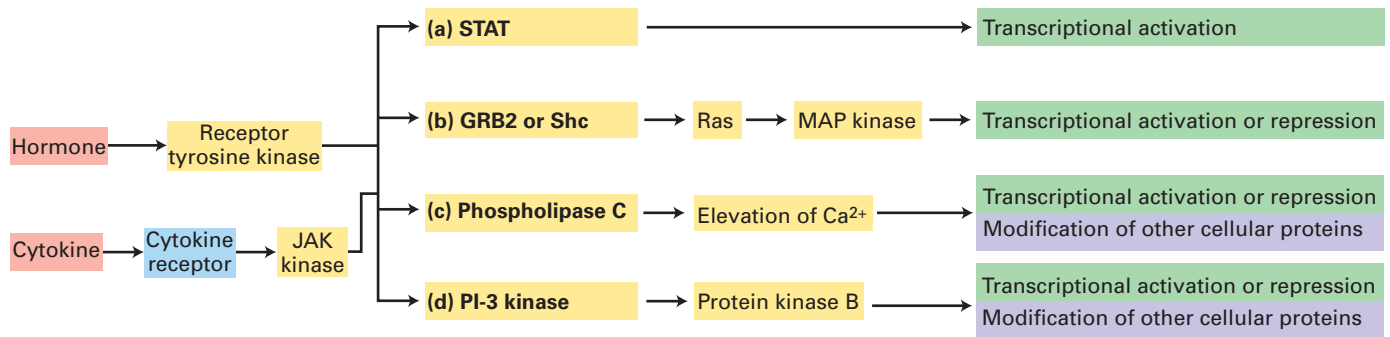 (a) STAT
Transcriptional activation
(b) GRB2 or Shc
Ras
MAP kinase
Transcriptional activation or repression
Hormone
Receptor
tyrosine kinase
(c) Phospholipase C
Elevation of Ca²⁺
Transcriptional activation or repression
Modification of other cellular proteins
Cytokine
Cytokine
receptor
JAK
kinase
(d) PI-3 kinase
Protein kinase B
Transcriptional activation or repression
Modification of other cellular proteins